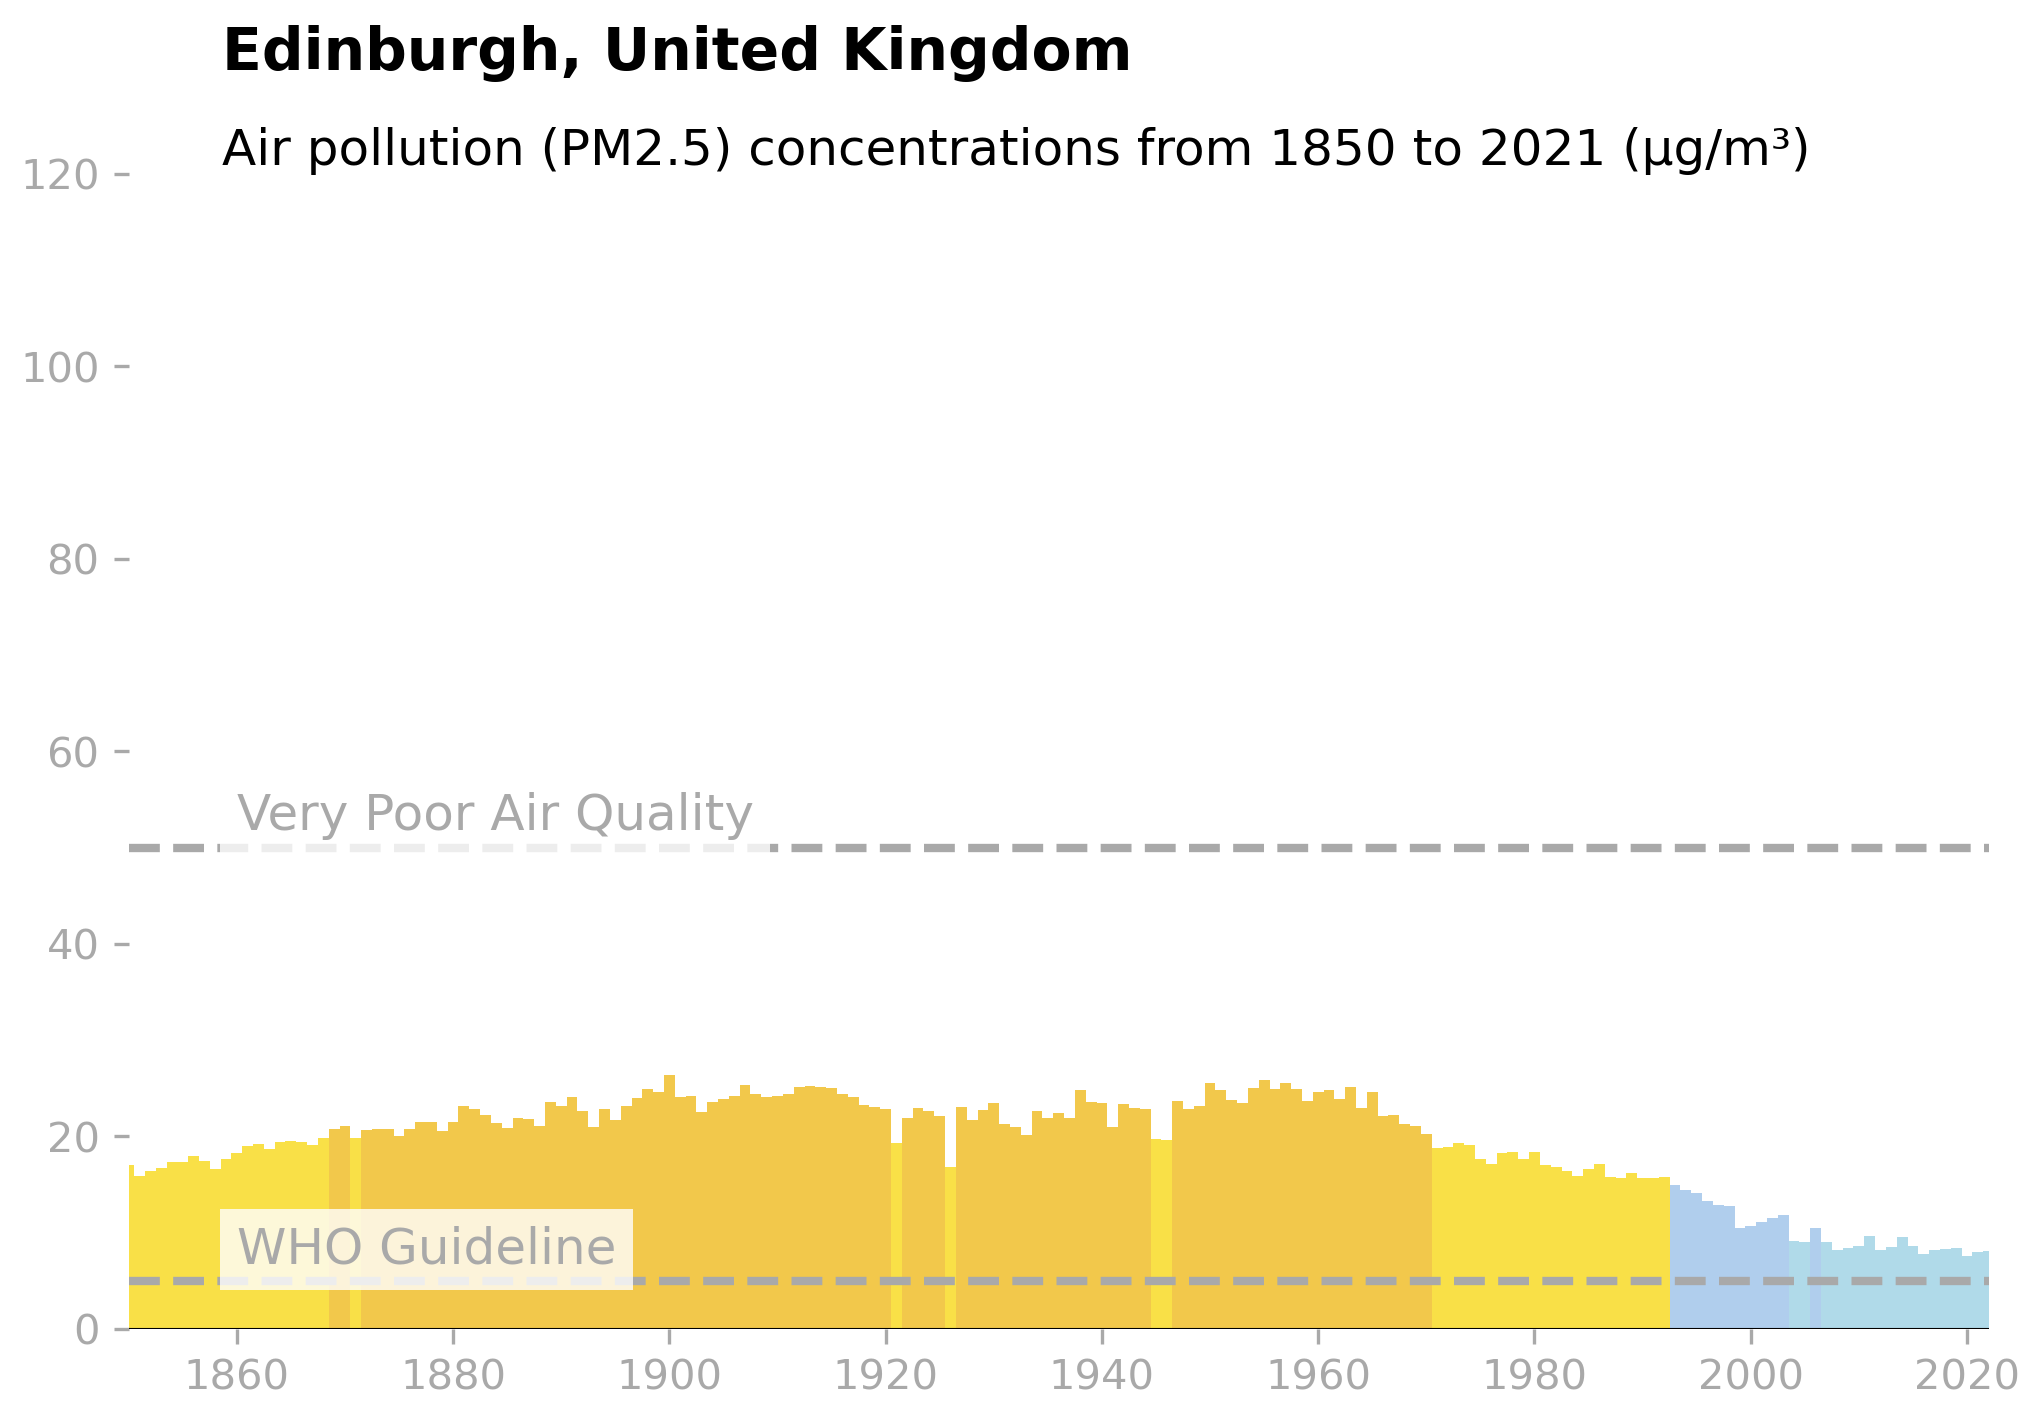 Edinburgh, United Kingdom
Air pollution (PM2.5) concentrations from 1850 to 2021 (µg/m³)
120
100
80
60
Very Poor Air Quality
40
20
WHO Guideline
0
1860 1880 1900 1920 1940 1960 1980 2000 2020